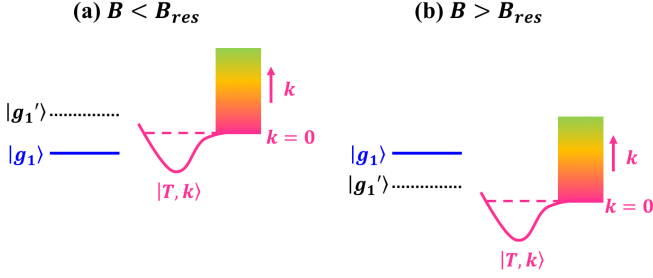 (a) B < B_res
|g₁'⟩
|g₁⟩
k
k = 0
|T, k⟩
(b) B > B_res
|g₁⟩
|g₁'⟩
k
k = 0
|T, k⟩